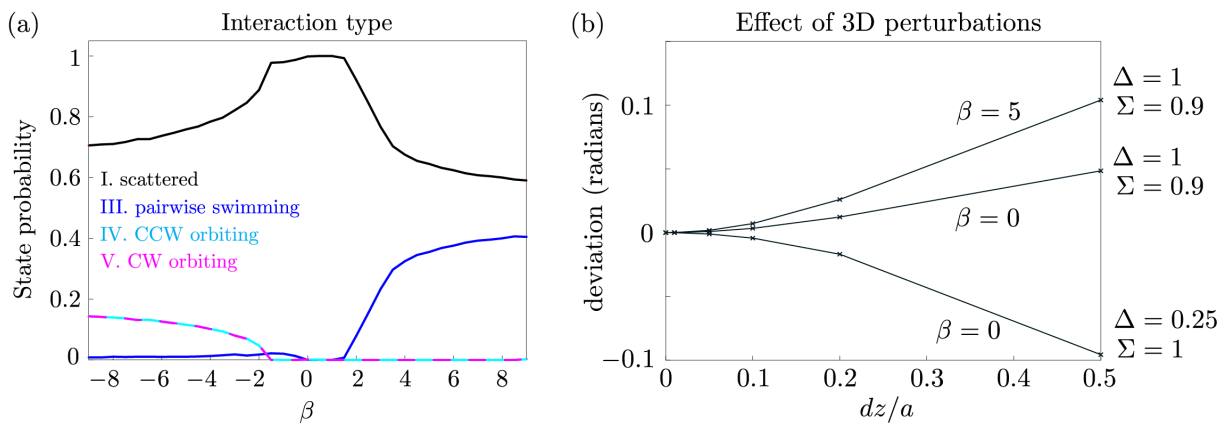 (a)
Interaction type
State probability
1
0.8
0.6
0.4
0.2
0
I. scattered
III. pairwise swimming
IV. CCW orbiting
V. CW orbiting
−8 −6 −4 −2 0 2 4 6 8
β
(b)
Effect of 3D perturbations
deviation (radians)
0.1
0
−0.1
β = 5
β = 0
β = 0
Δ = 1
Σ = 0.9
Δ = 1
Σ = 0.9
Δ = 0.25
Σ = 1
0 0.1 0.2 0.3 0.4 0.5
dz/a